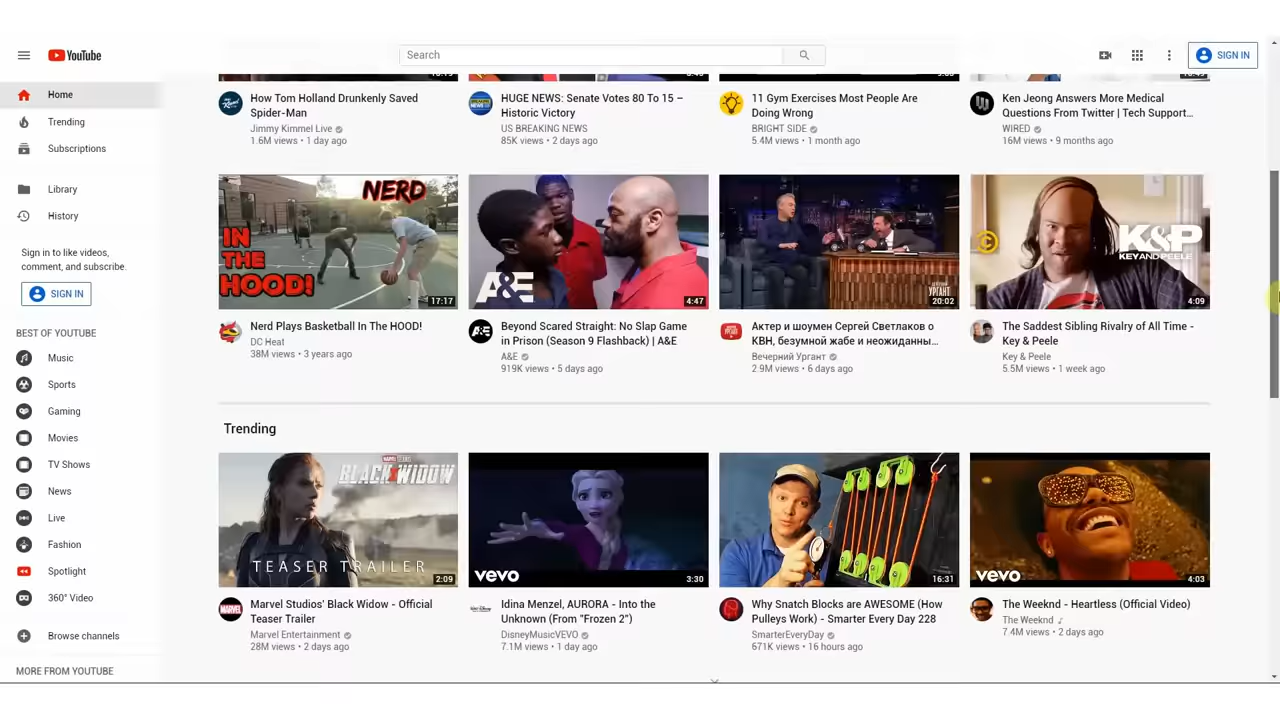 YouTube
Search
SIGN IN
Home
Trending
Subscriptions
Library
History
Sign in to like videos,
comment, and subscribe.
SIGN IN
BEST OF YOUTUBE
Music
Sports
Gaming
Movies
TV Shows
News
Live
Fashion
Spotlight
360° Video
Browse channels
MORE FROM YOUTUBE
How Tom Holland Drunkenly Saved
Spider-Man
Jimmy Kimmel Live
1.6M views • 1 day ago
HUGE NEWS: Senate Votes 80 To 15 –
Historic Victory
US BREAKING NEWS
85K views • 2 days ago
11 Gym Exercises Most People Are
Doing Wrong
BRIGHT SIDE
5.4M views • 1 month ago
Ken Jeong Answers More Medical
Questions From Twitter | Tech Support...
WIRED
16M views • 9 months ago
NERD
IN
THE
HOOD!
17:17
Nerd Plays Basketball In The HOOD!
DC Heat
38M views • 3 years ago
A&E
4:47
Beyond Scared Straight: No Slap Game
in Prison (Season 9 Flashback) | A&E
A&E
919K views • 5 days ago
УРГАНТ
20:02
Актер и шоумен Сергей Светлаков о
КВН, безумной жабе и неожиданны...
Вечерний Ургант
2.9M views • 6 days ago
K&P
KEY AND PEELE
4:09
The Saddest Sibling Rivalry of All Time -
Key & Peele
Key & Peele
5.5M views • 1 week ago
Trending
MARVEL STUDIOS
BLACK WIDOW
TEASER TRAILER
2:09
Marvel Studios' Black Widow - Official
Teaser Trailer
Marvel Entertainment
28M views • 2 days ago
vevo
3:30
Idina Menzel, AURORA - Into the
Unknown (From "Frozen 2")
DisneyMusicVEVO
7.1M views • 1 day ago
16:31
Why Snatch Blocks are AWESOME (How
Pulleys Work) - Smarter Every Day 228
SmarterEveryDay
671K views • 16 hours ago
vevo
4:03
The Weeknd - Heartless (Official Video)
The Weeknd
7.4M views • 2 days ago